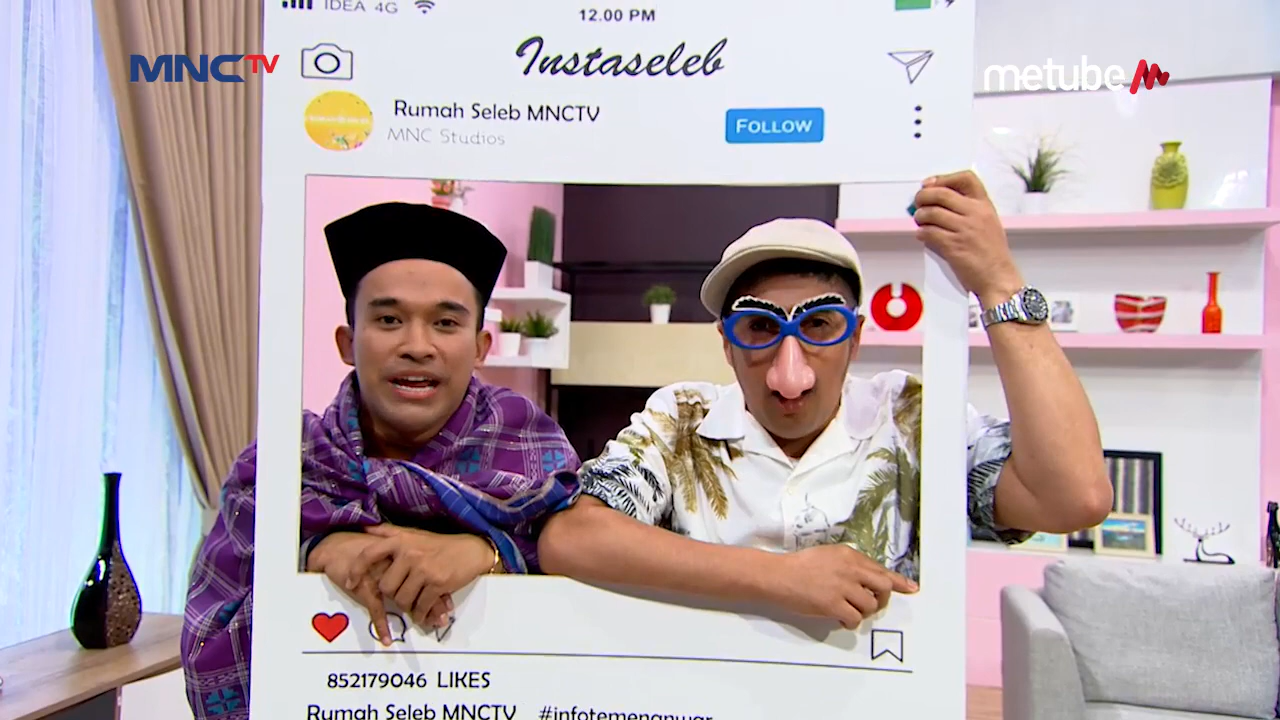 IDEA 4G
12.00 PM
MNCTV
Instaseleb
metube
Rumah Seleb MNCTV
MNC Studios
FOLLOW
852179046 LIKES
Rumah Seleb MNCTV #infotemenanwar